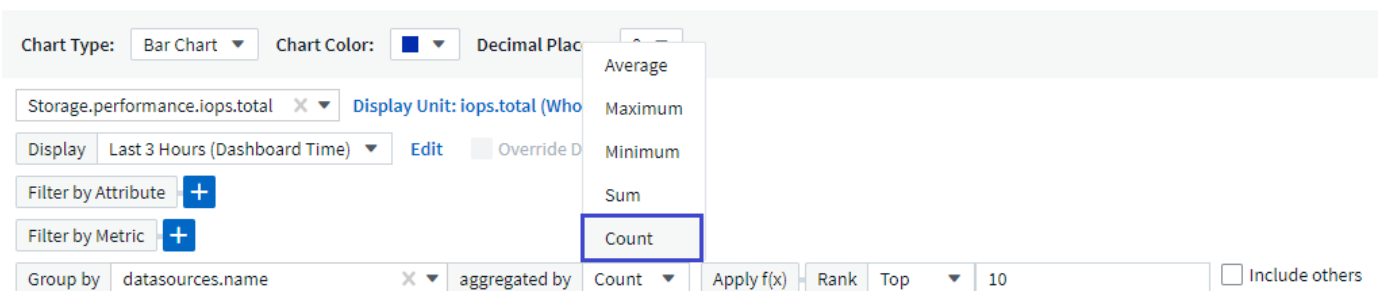 Chart Type: Bar Chart Chart Color: Decimal Plac
Average
Storage.performance.iops.total Display Unit: iops.total (Who
Maximum
Display Last 3 Hours (Dashboard Time) Edit Override D
Minimum
Filter by Attribute +
Sum
Filter by Metric +
Count
Group by datasources.name aggregated by Count Apply f(x) Rank Top 10 Include others